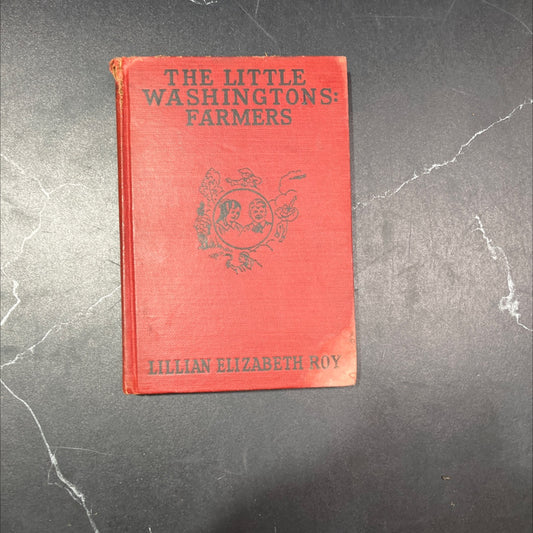 THE LITTLE
WASHINGTONS:
FARMERS
LILLIAN ELIZABETH ROY